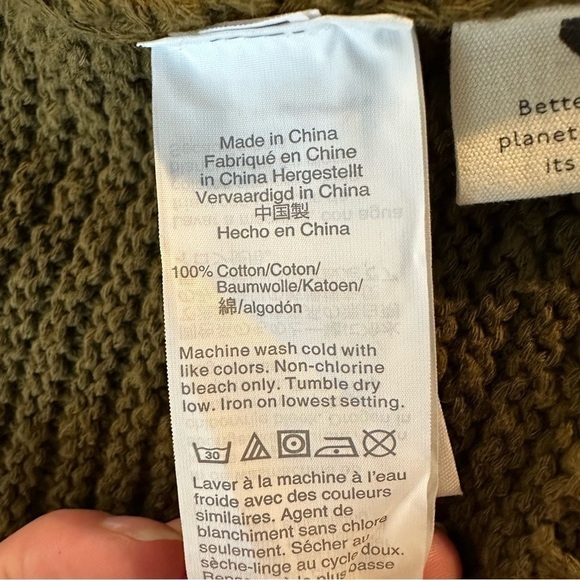 Made in China
Fabriqué en Chine
in China Hergestellt
Vervaardigd in China
中国製
Hecho en China
100% Cotton/Coton/
Baumwolle/Katoen/
綿/algodón
Machine wash cold with
like colors. Non-chlorine
bleach only. Tumble dry
low. Iron on lowest setting.
30
Laver à la machine à l'eau
froide avec des couleurs
similaires. Agent de
blanchiment sans chlore
seulement. Sécher au
sèche-linge au cycle doux.
à le plus basse
Bette
planet
its